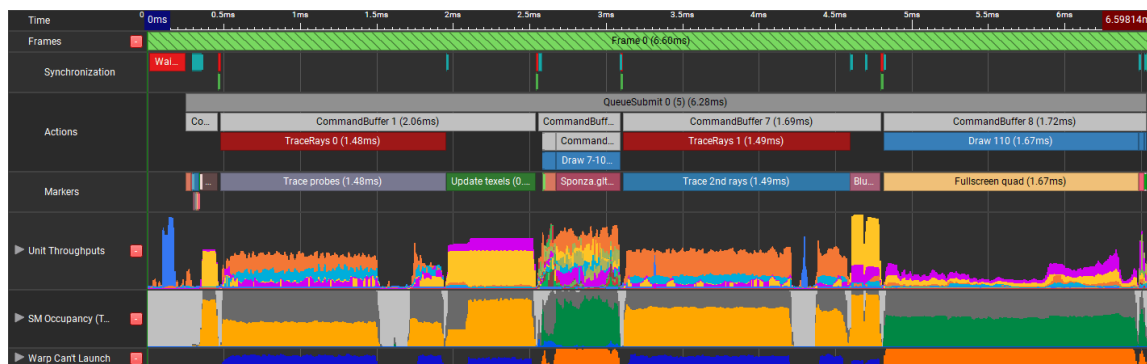 Time 0 0ms 0.5ms 1ms 1.5ms 2ms 2.5ms 3ms 3.5ms 4ms 4.5ms 5ms 5.5ms 6ms 6.59814m
Frames Frame 0 (6.60ms)
Synchronization Wai...
QueueSubmit 0 (5) (6.28ms)
Co... CommandBuffer 1 (2.06ms) CommandBuff... CommandBuffer 7 (1.69ms) CommandBuffer 8 (1.72ms)
Actions TraceRays 0 (1.48ms) Command... TraceRays 1 (1.49ms) Draw 110 (1.67ms)
Draw 7-10...
Markers ... Trace probes (1.48ms) Update texels (0.... Sponza.glt... Trace 2nd rays (1.49ms) Blu... Fullscreen quad (1.67ms)
Unit Throughputs
SM Occupancy (T...
Warp Can't Launch